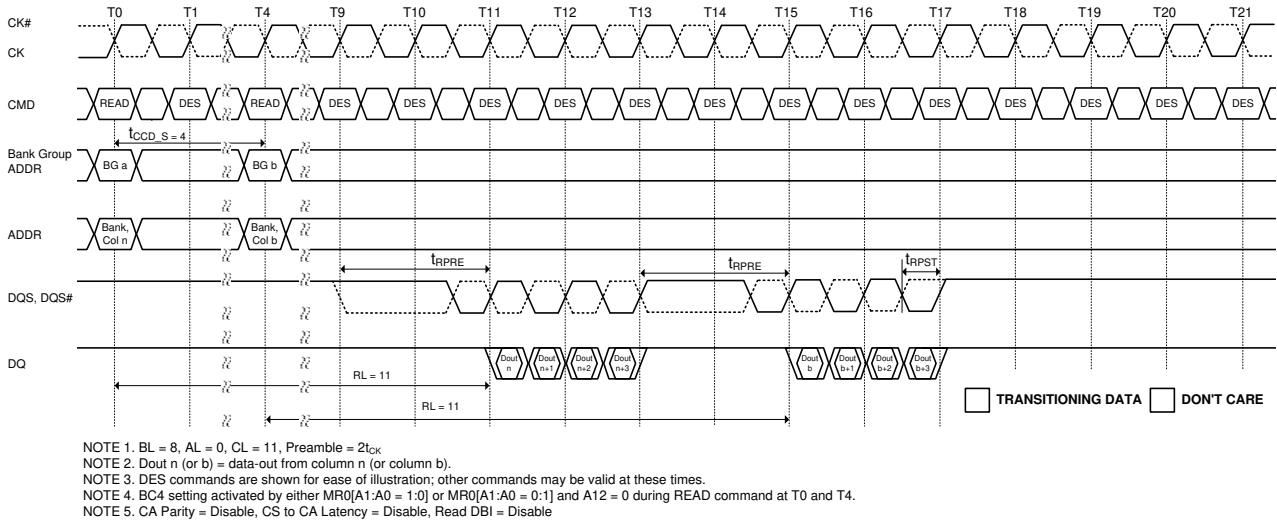 T0 T1 T4 T9 T10 T11 T12 T13 T14 T15 T16 T17 T18 T19 T20 T21
CK#
CK
CMD READ DES READ DES DES DES DES DES DES DES DES DES DES DES DES DES
tCCD_S = 4
Bank Group
ADDR
BG a BG b
ADDR
Bank, Col n
Bank, Col b
tRPRE tRPRE tRPST
DQS, DQS#
DQ
Dout n
Dout n+1
Dout n+2
Dout n+3
Dout b
Dout b+1
Dout b+2
Dout b+3
RL = 11
RL = 11
TRANSITIONING DATA DON'T CARE
NOTE 1. BL = 8, AL = 0, CL = 11, Preamble = 2tCK
NOTE 2. Dout n (or b) = data-out from column n (or column b).
NOTE 3. DES commands are shown for ease of illustration; other commands may be valid at these times.
NOTE 4. BC4 setting activated by either MR0[A1:A0 = 1:0] or MR0[A1:A0 = 0:1] and A12 = 0 during READ command at T0 and T4.
NOTE 5. CA Parity = Disable, CS to CA Latency = Disable, Read DBI = Disable